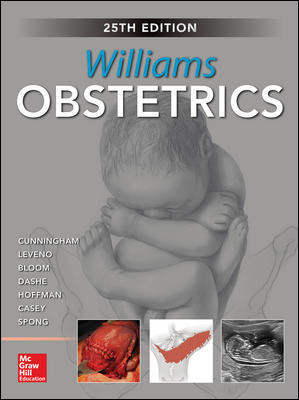 25TH EDITION
Williams
OBSTETRICS
CUNNINGHAM
LEVENO
BLOOM
DASHE
HOFFMAN
CASEY
SPONG
Mc
Graw
Hill
Education